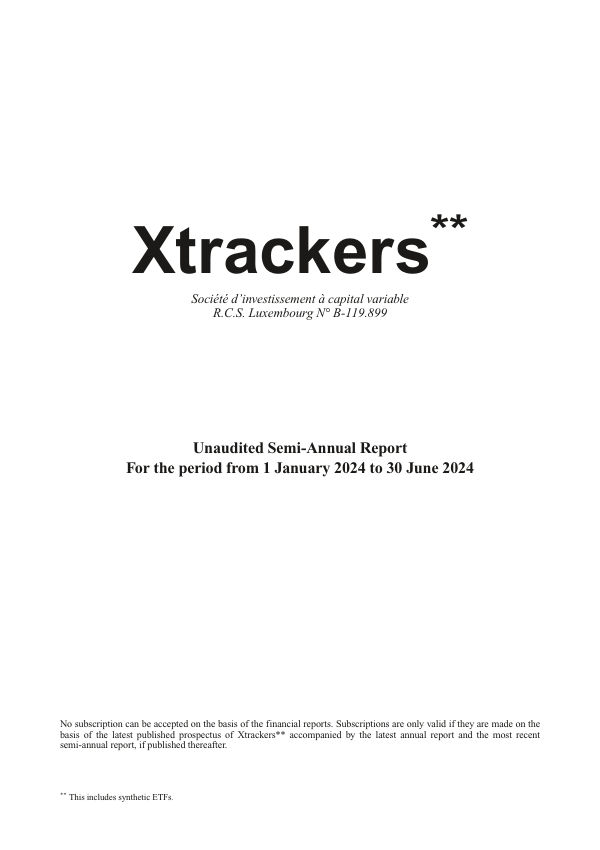 Xtrackers**
Société d’investissement à capital variable
R.C.S. Luxembourg N° B-119.899
Unaudited Semi-Annual Report
For the period from 1 January 2024 to 30 June 2024
No subscription can be accepted on the basis of the financial reports. Subscriptions are only valid if they are made on the
basis of the latest published prospectus of Xtrackers** accompanied by the latest annual report and the most recent
semi-annual report, if published thereafter.
** This includes synthetic ETFs.